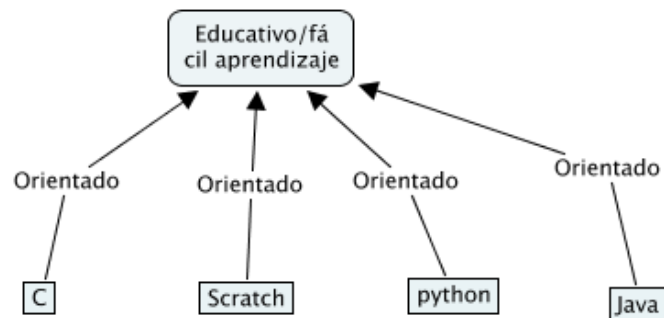 Educativo/fá
cil aprendizaje
Orientado
Orientado
Orientado
Orientado
C
Scratch
python
Java